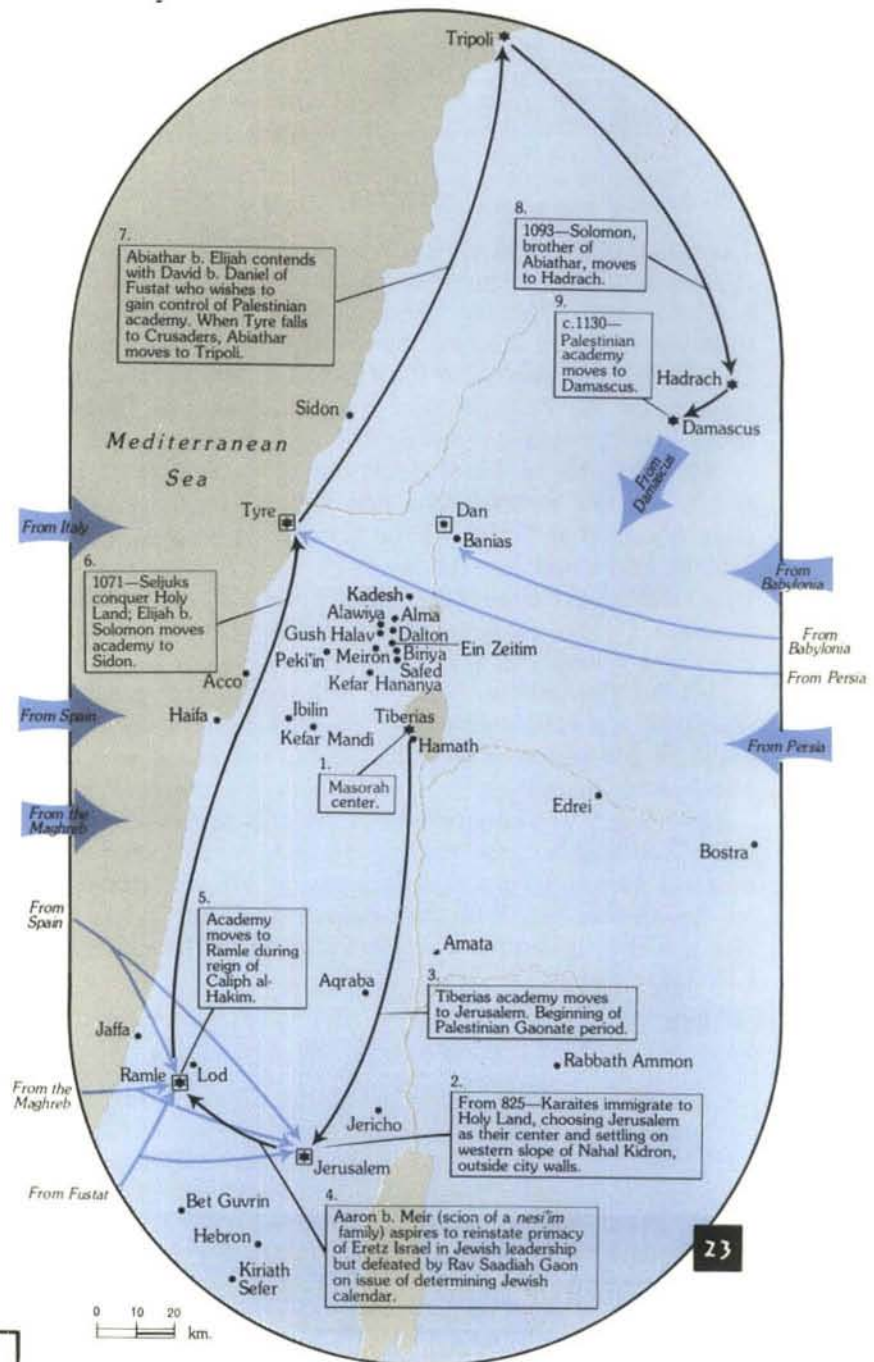 Tripoli
8.
1093—Solomon,
brother of
Abiathar, moves
to Hadrach.
7.
Abiathar b. Elijah contends
with David b. Daniel of
Fustat who wishes to
gain control of Palestinian
academy. When Tyre falls
to Crusaders, Abiathar
moves to Tripoli.
9.
c.1130—
Palestinian
academy
moves to
Damascus.
Hadrach
Damascus
From
Damascus
Sidon
Mediterranean
Sea
Tyre
Dan
Banias
From Italy
6.
1071—Seljuks
conquer Holy
Land; Elijah b.
Solomon moves
academy to
Sidon.
From
Babylonia
From
Babylonia
From Persia
Kadesh
Alawiya
Alma
Gush Halav
Dalton
Ein Zeitim
Peki'in
Meiron
Biriya
Safed
Kefar Hananya
Acco
From Spain
Haifa
Ibilin
Tiberias
Kefar Mandi
Hamath
From Persia
1.
Masorah
center.
Edrei
From the
Maghreb
Bostra
5.
Academy
moves to
Ramle during
reign of
Caliph al-
Hakim.
From
Spain
Amata
Aqraba
3.
Tiberias academy moves
to Jerusalem. Beginning of
Palestinian Gaonate period.
Jaffa
Ramle
Lod
Rabbath Ammon
From the
Maghreb
2.
From 825—Karaites immigrate to
Holy Land, choosing Jerusalem
as their center and settling on
western slope of Nahal Kidron,
outside city walls.
Jericho
Jerusalem
From Fustat
Bet Guvrin
Hebron
Kiriath
Sefer
4.
Aaron b. Meir (scion of a nesi'im
family) aspires to reinstate primacy
of Eretz Israel in Jewish leadership
but defeated by Rav Saadiah Gaon
on issue of determining Jewish
calendar.
23
0 10 20
km.